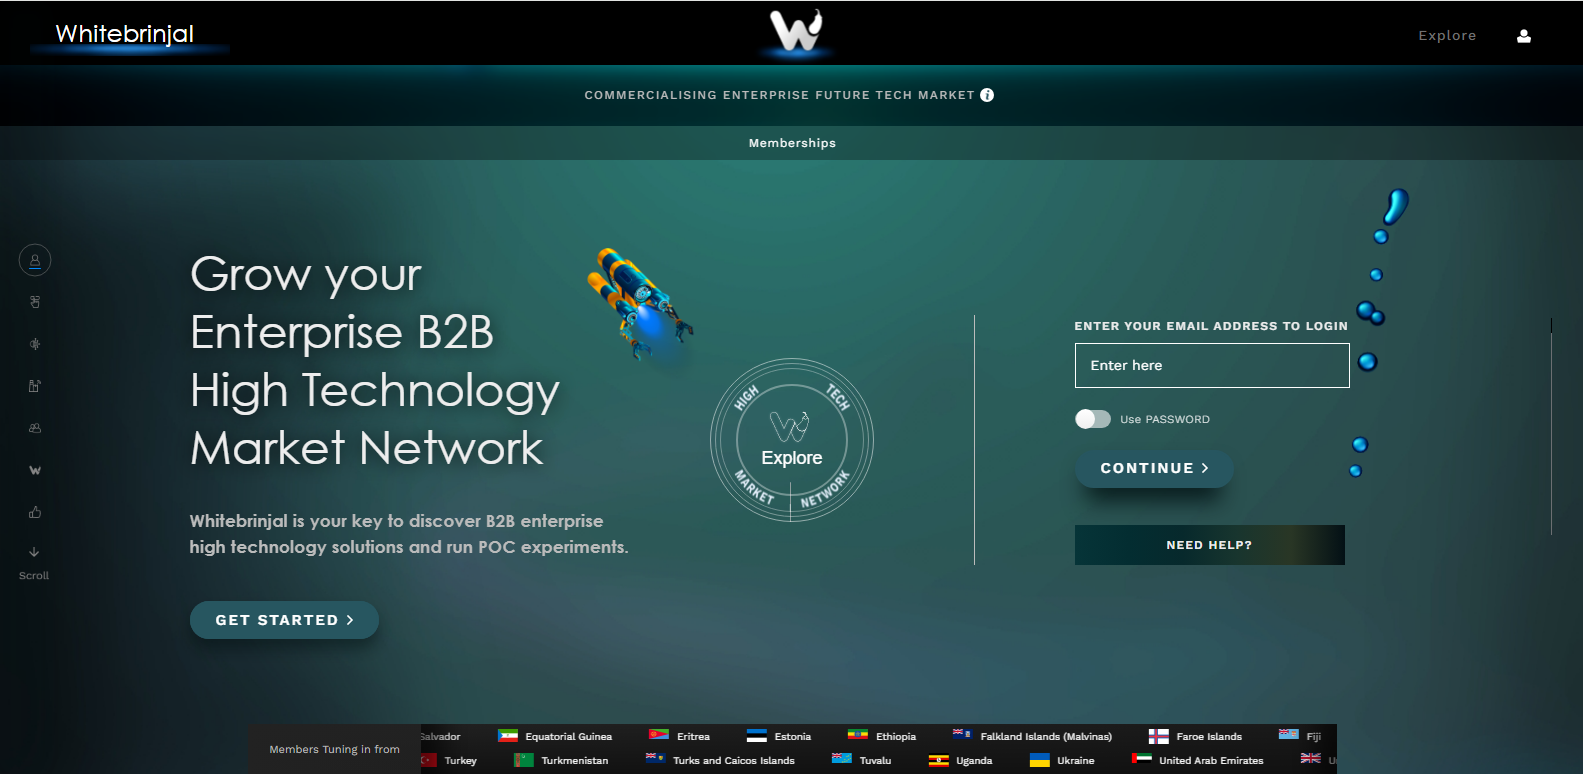 Whitebrinjal
W
Explore
COMMERCIALISING ENTERPRISE FUTURE TECH MARKET
Memberships
Grow your
Enterprise B2B
High Technology
Market Network
Whitebrinjal is your key to discover B2B enterprise
high technology solutions and run POC experiments.
GET STARTED
HIGH TECH
Explore
MARKET NETWORK
ENTER YOUR EMAIL ADDRESS TO LOGIN
Enter here
Use PASSWORD
CONTINUE
NEED HELP?
Scroll
Members Tuning in from
Salvador Equatorial Guinea Eritrea Estonia Ethiopia Falkland Islands (Malvinas) Faroe Islands Fiji
Turkey Turkmenistan Turks and Caicos Islands Tuvalu Uganda Ukraine United Arab Emirates